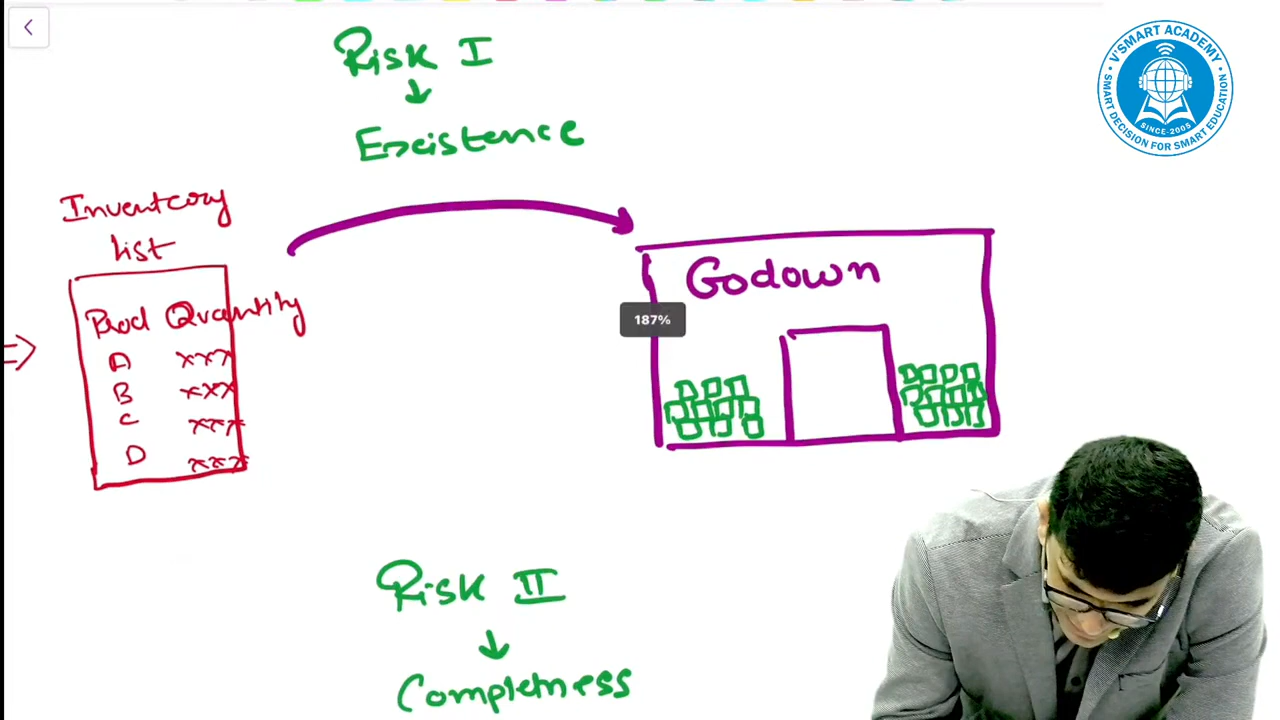 Risk I
Existence
Inventory
list
Prod Quantity
A xxx
B xxx
C xxx
D xxx
Godown
187%
Risk II
Completness
V'SMART ACADEMY
SINCE-2005
SMART DECISION FOR SMART EDUCATION